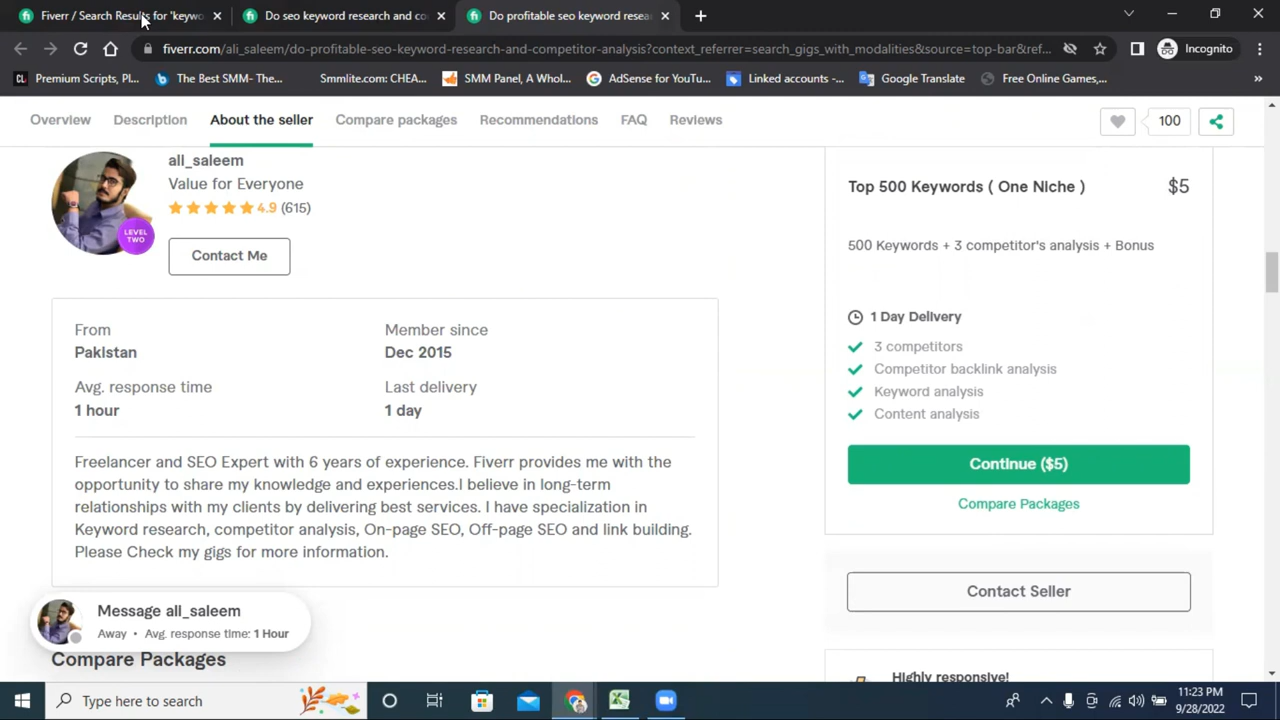 Fiverr / Search Results for 'keywo
Do seo keyword research and co
Do profitable seo keyword resea
Incognito
fiverr.com/ali_saleem/do-profitable-seo-keyword-research-and-competitor-analysis?context_referrer=search_gigs_with_modalities&source=top-bar&ref...
Premium Scripts, Pl...
The Best SMM- The...
Smmlite.com: CHEA...
SMM Panel, A Whol...
AdSense for YouTu...
Linked accounts -...
Google Translate
Free Online Games,...
Overview
Description
About the seller
Compare packages
Recommendations
FAQ
Reviews
100
ali_saleem
Value for Everyone
4.9 (615)
LEVEL
TWO
Contact Me
From
Pakistan
Member since
Dec 2015
Avg. response time
1 hour
Last delivery
1 day
Freelancer and SEO Expert with 6 years of experience. Fiverr provides me with the
opportunity to share my knowledge and experiences.I believe in long-term
relationships with my clients by delivering best services. I have specialization in
Keyword research, competitor analysis, On-page SEO, Off-page SEO and link building.
Please Check my gigs for more information.
Message ali_saleem
Away • Avg. response time: 1 Hour
Compare Packages
Top 500 Keywords ( One Niche )
$5
500 Keywords + 3 competitor's analysis + Bonus
1 Day Delivery
3 competitors
Competitor backlink analysis
Keyword analysis
Content analysis
Continue ($5)
Compare Packages
Contact Seller
Highly responsive!
Type here to search
11:23 PM
9/28/2022